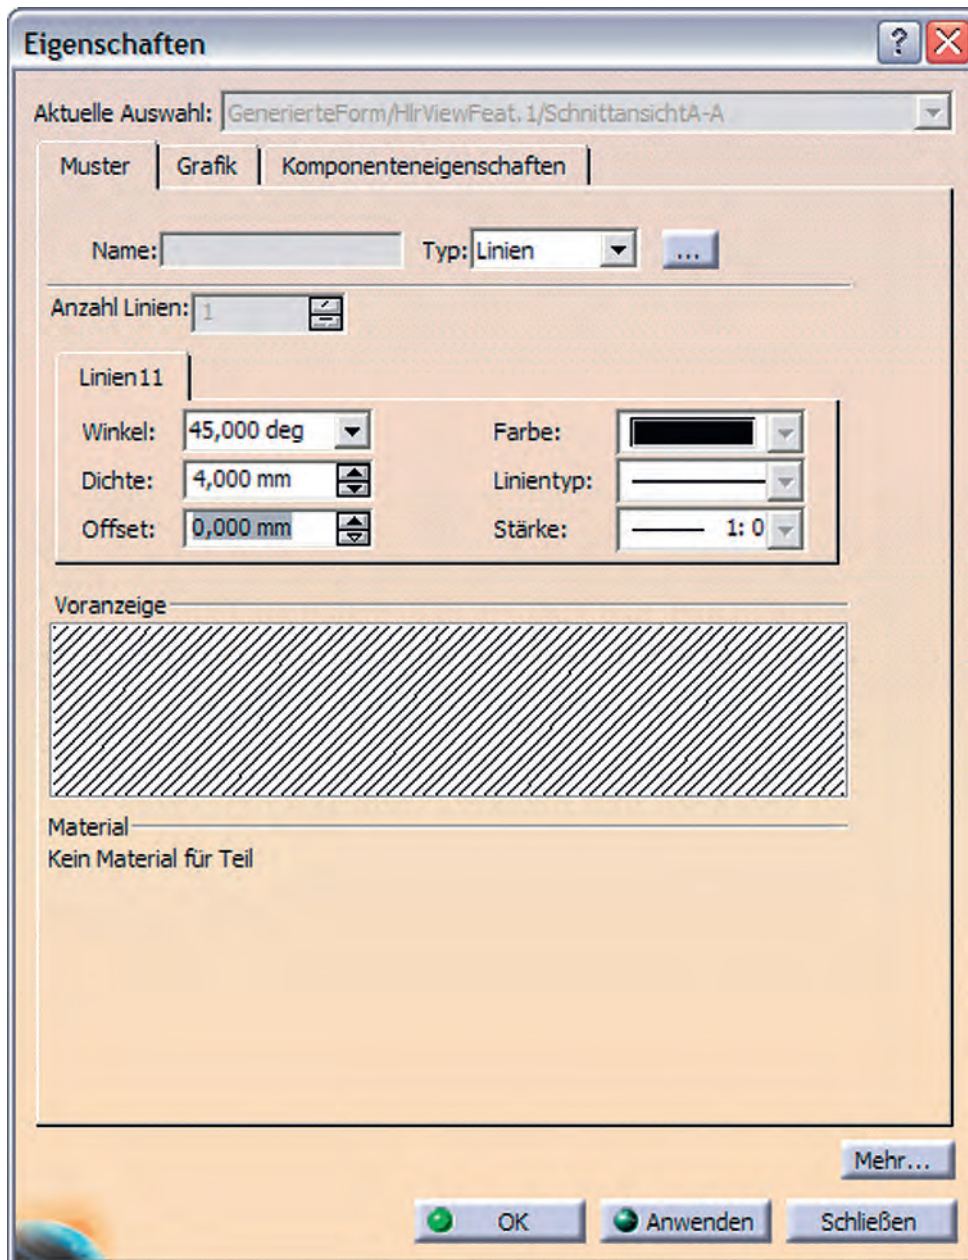 Eigenschaften
?
Aktuelle Auswahl: GenerierteForm/HlrViewFeat.1/SchnittansichtA-A
Muster Grafik Komponenteneigenschaften
Name: Typ: Linien ...
Anzahl Linien: 1
Linien11
Winkel: 45,000 deg Farbe:
Dichte: 4,000 mm Linientyp:
Offset: 0,000 mm Stärke: 1: 0
Voranzeige
Material
Kein Material für Teil
Mehr...
OK Anwenden Schließen